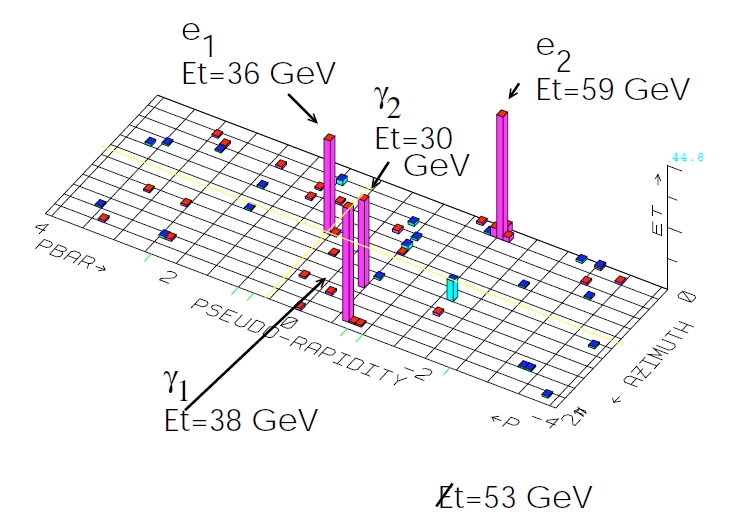 e1
Et=36 GeV
γ2
Et=30
GeV
e2
Et=59 GeV
44.8
ET →
0
4
PBAR→
2
PSEUDO-RAPIDITY
0
-2
←P
-4
2π
← AZIMUTH
γ1
Et=38 GeV
E̸t=53 GeV